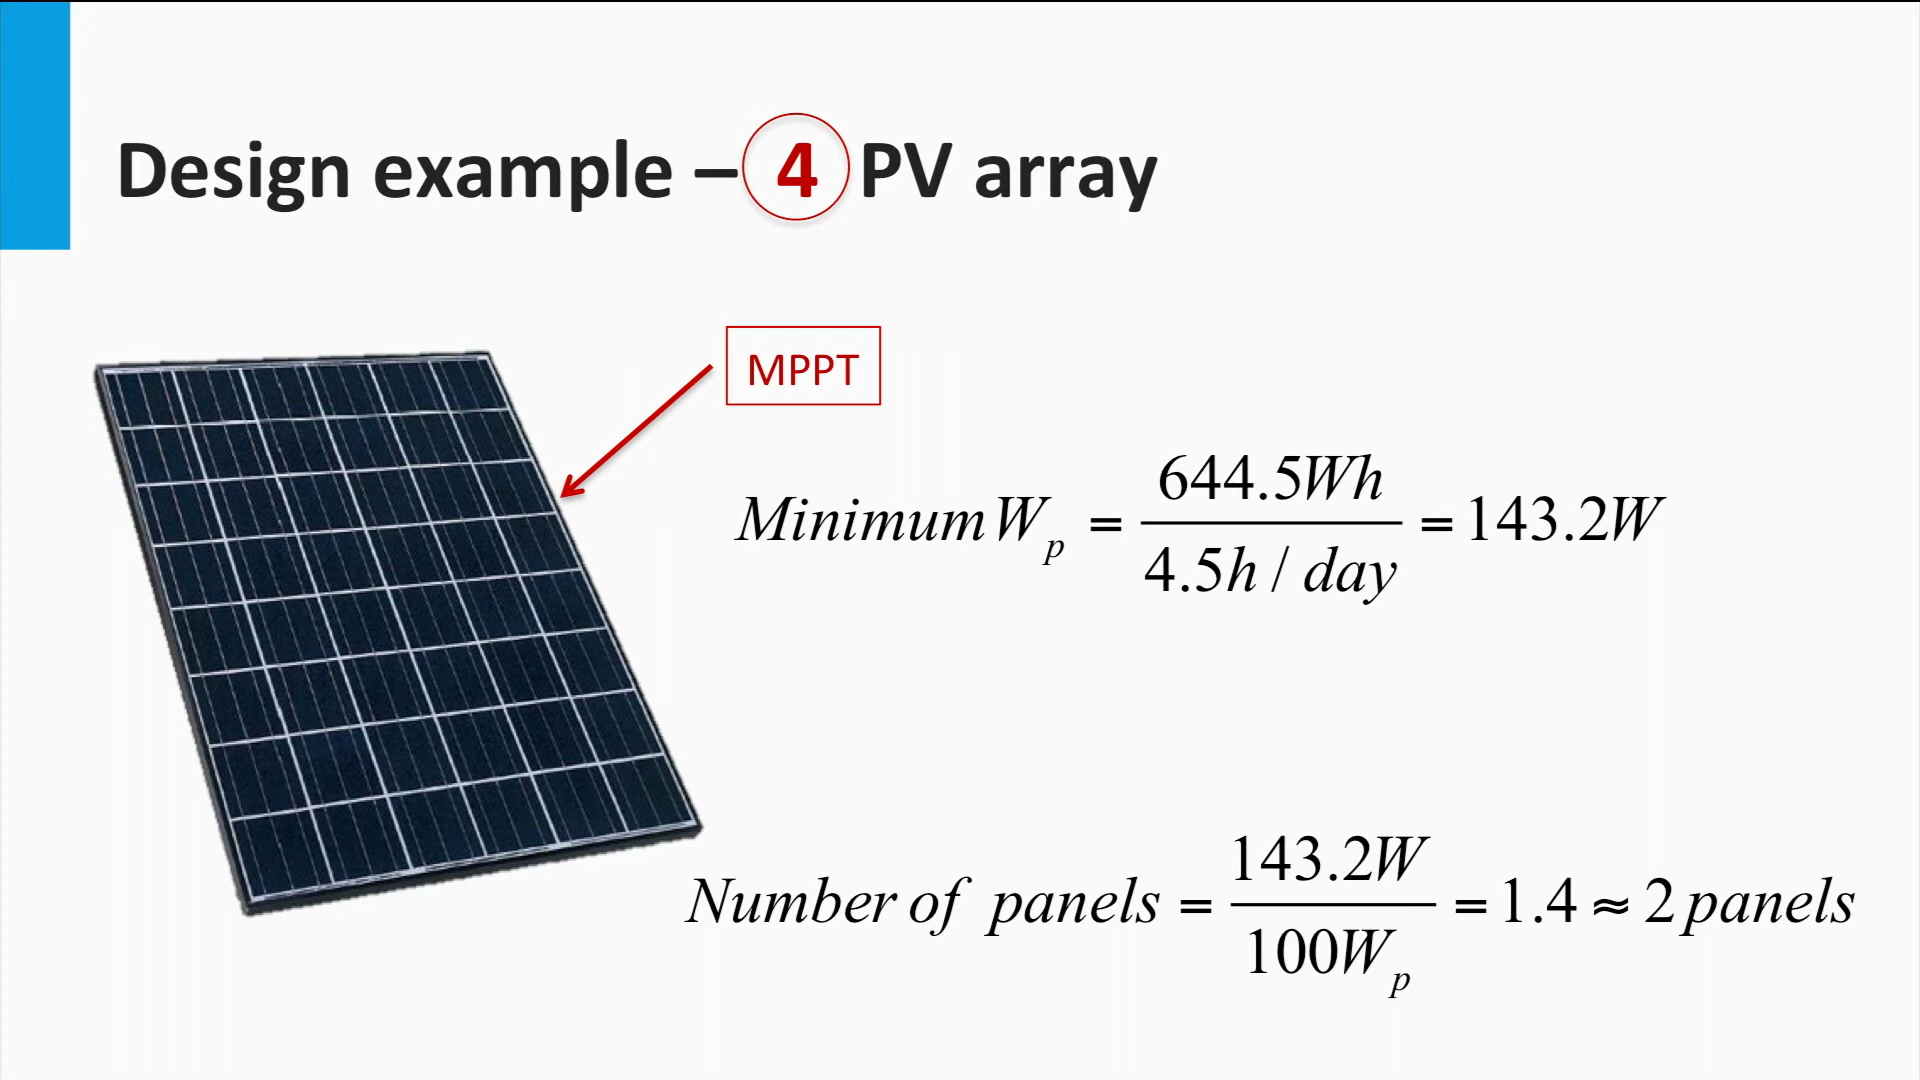 Design example – 4 PV array
MPPT
Minimum W_p = 644.5Wh / 4.5h / day = 143.2W
Number of panels = 143.2W / 100W_p = 1.4 ≈ 2 panels